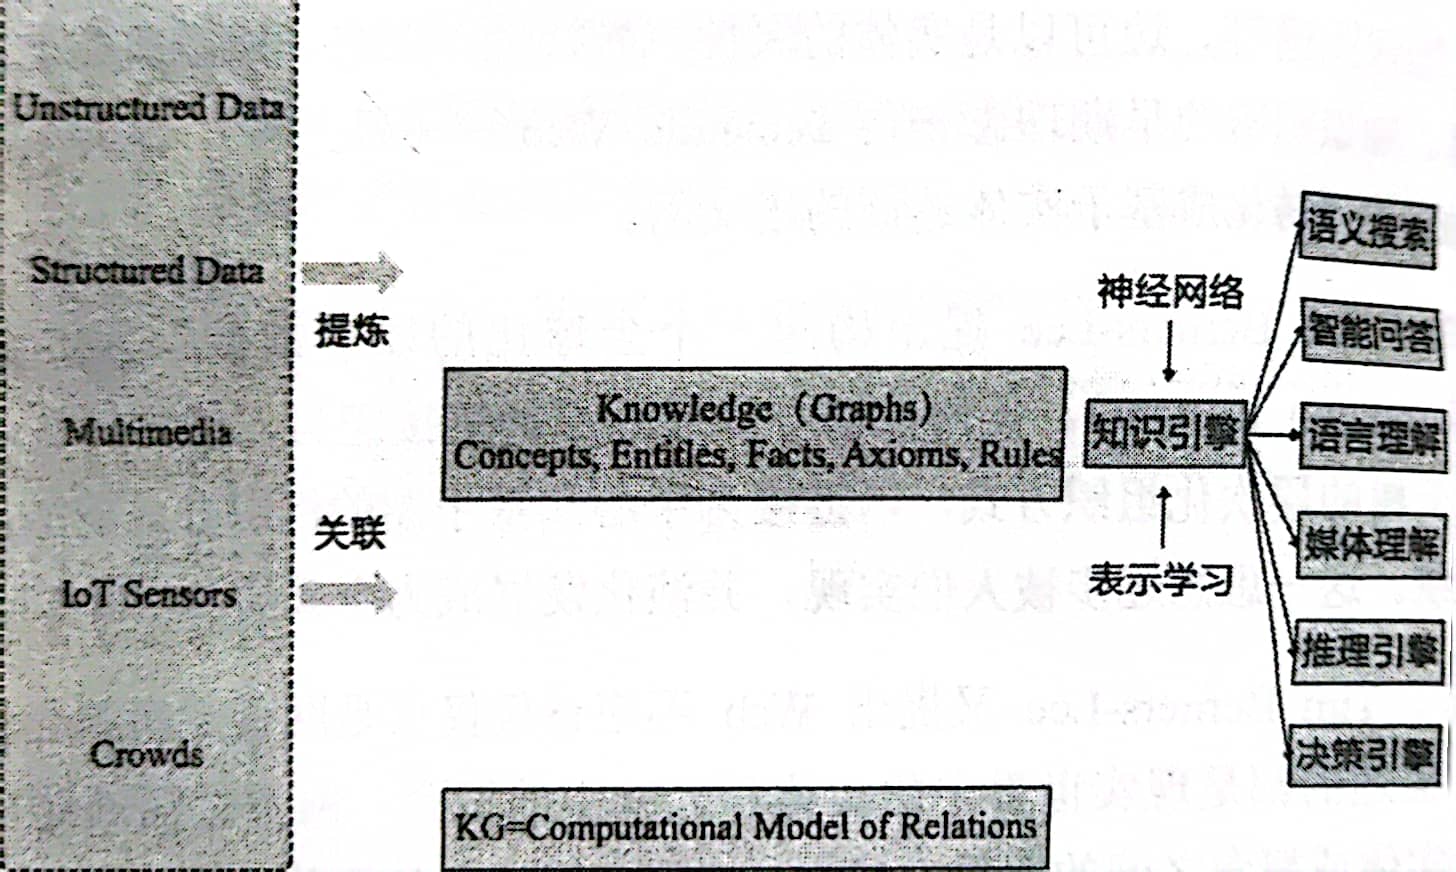 Unstructured Data
Structured Data
提炼
Multimedia
关联
IoT Sensors
Crowds
Knowledge（Graphs）
Concepts, Entitles, Facts, Axioms, Rules
KG=Computational Model of Relations
神经网络
知识引擎
表示学习
语义搜索
智能问答
语言理解
媒体理解
推理引擎
决策引擎